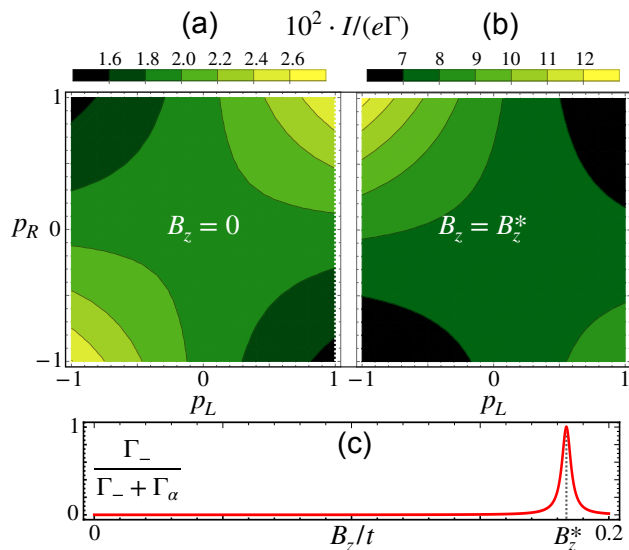 (a) 10² · I/(eΓ) (b)
1.6 1.8 2.0 2.2 2.4 2.6
7 8 9 10 11 12
1
B_z = 0
B_z = B_z^*
p_R 0
−1
−1 0 1
−1 0 1
p_L
p_L
(c)
1
Γ_−
Γ_− + Γ_α
0
0 B_z/t B_z^* 0.2